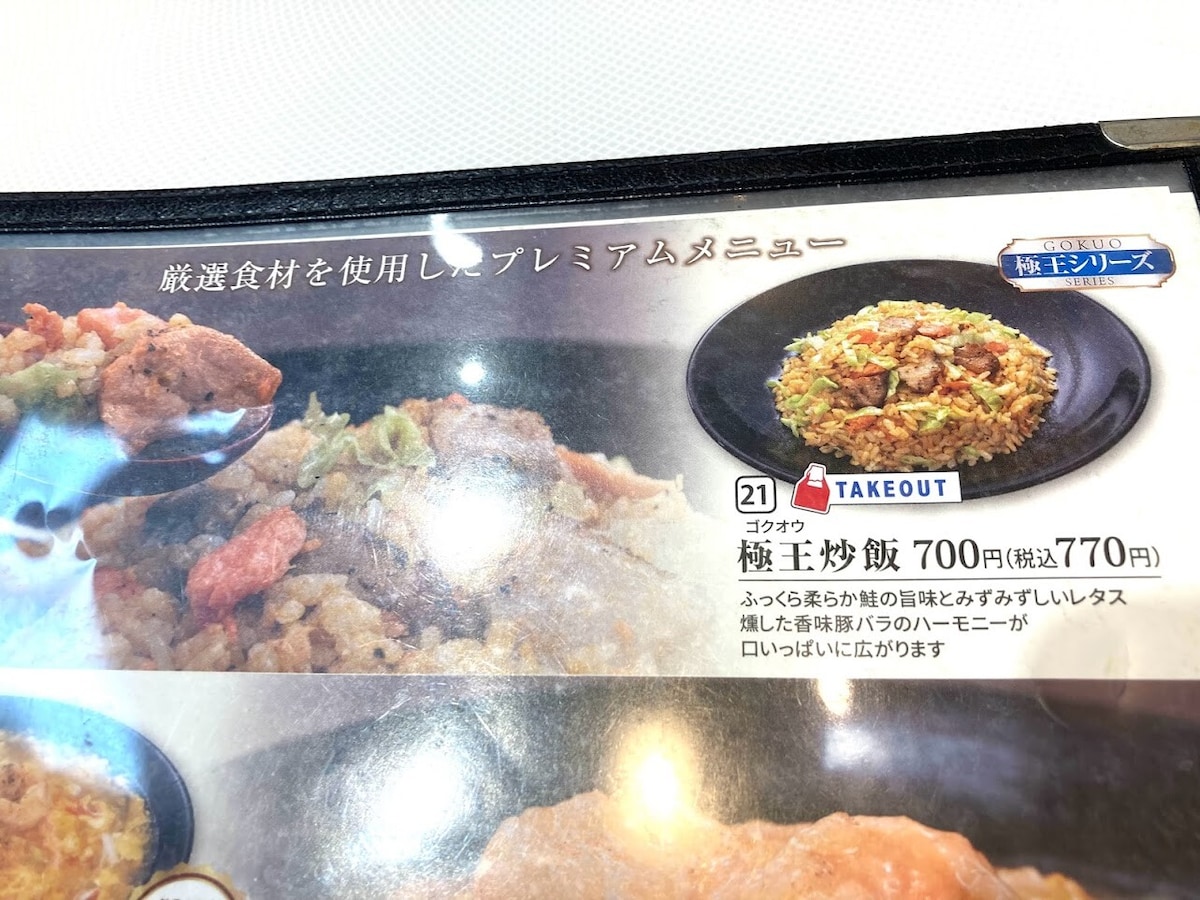 厳選食材を使用したプレミアムメニュー
GOKUO
極王シリーズ
SERIES
21
TAKEOUT
ゴクオウ
極王炒飯 700円(税込770円)
ふっくら柔らか鮭の旨味とみずみずしいレタス
燻した香味豚バラのハーモニーが
口いっぱいに広がります